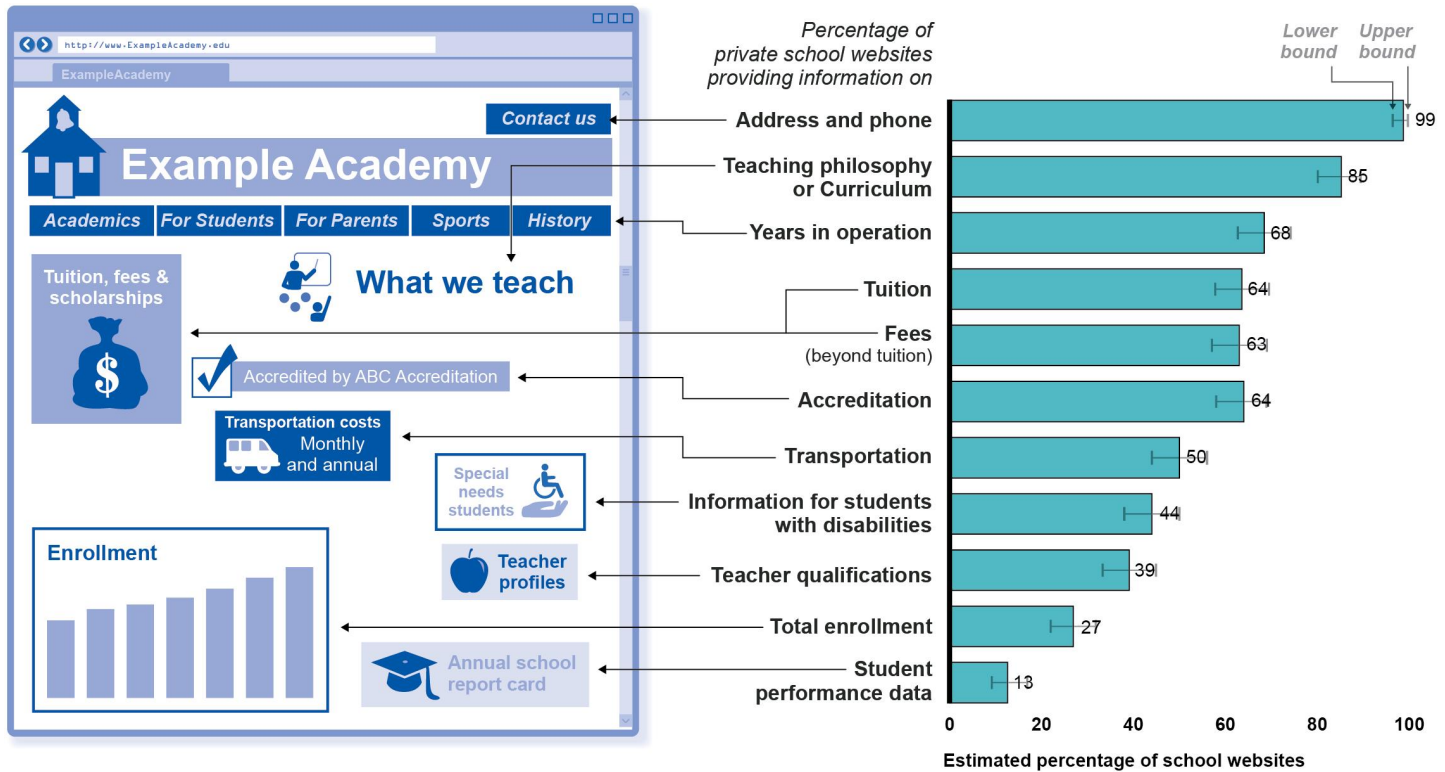 http://www.ExampleAcademy.edu
ExampleAcademy
Contact us
Example Academy
Academics
For Students
For Parents
Sports
History
Tuition, fees &
scholarships
$
What we teach
Accredited by ABC Accreditation
Transportation costs
Monthly
and annual
Special
needs
students
Enrollment
Teacher
profiles
Annual school
report card
Percentage of
private school websites
providing information on
Lower
bound
Upper
bound
Address and phone
99
Teaching philosophy
or Curriculum
85
Years in operation
68
Tuition
64
Fees
(beyond tuition)
63
Accreditation
64
Transportation
50
Information for students
with disabilities
44
Teacher qualifications
39
Total enrollment
27
Student
performance data
13
0 20 40 60 80 100
Estimated percentage of school websites